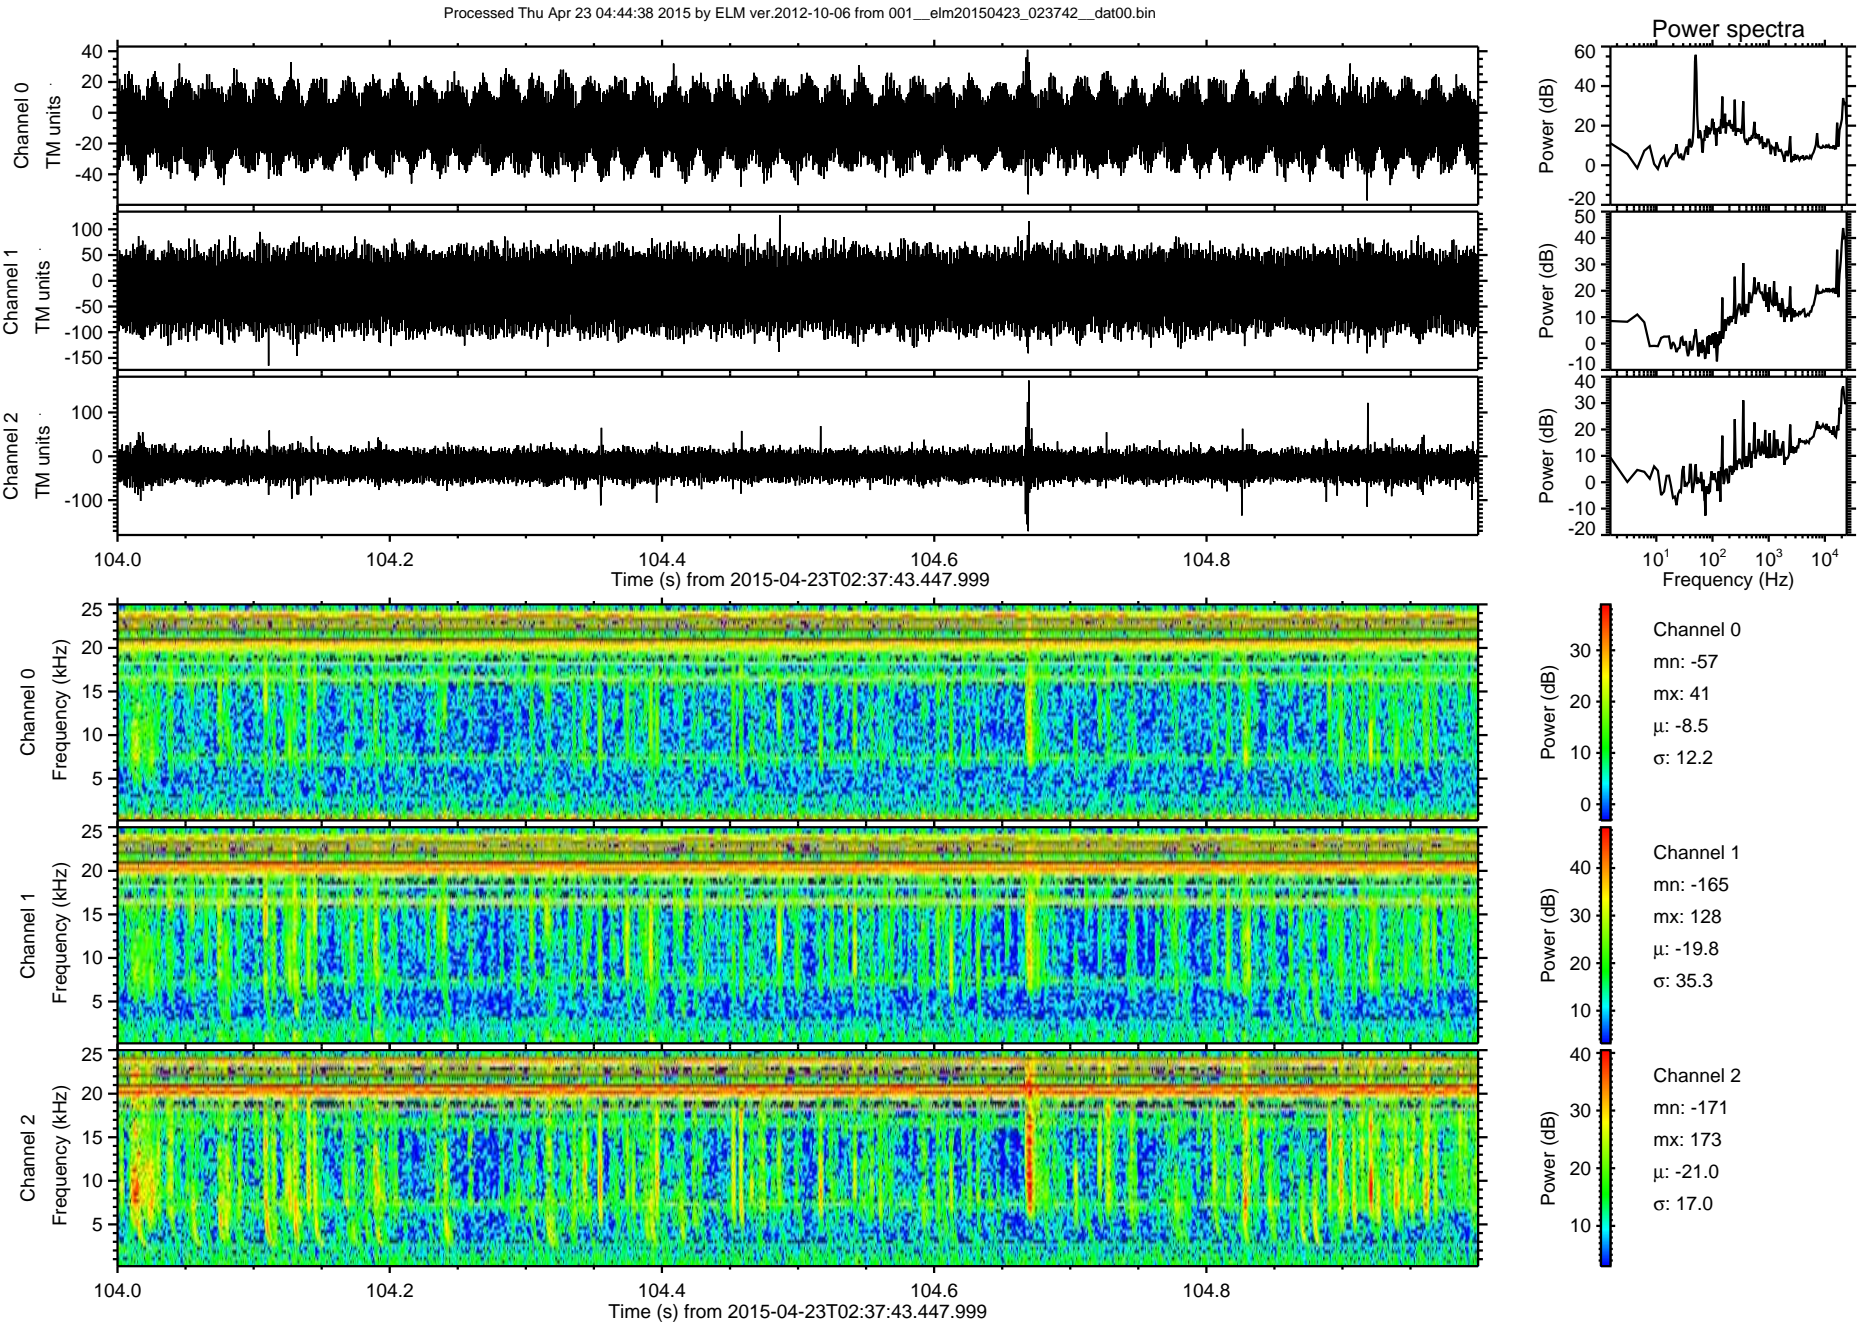 Processed Thu Apr 23 04:44:38 2015 by ELM ver.2012-10-06 from 001__elm20150423_023742__dat00.bin
Power spectra
Channel 0
TM units
40
20
0
-20
-40
Power (dB)
60
40
20
0
-20
Channel 1
TM units
100
50
0
-50
-100
-150
Power (dB)
50
40
30
20
10
0
-10
Channel 2
TM units
100
0
-100
Power (dB)
40
30
20
10
0
-10
-20
104.0 104.2 104.4 104.6 104.8
Time (s) from 2015-04-23T02:37:43.447.999
10^1 10^2 10^3 10^4
Frequency (Hz)
Channel 0
Frequency (kHz)
25
20
15
10
5
Power (dB)
30
20
10
0
Channel 0
mn: -57
mx: 41
μ: -8.5
σ: 12.2
Channel 1
Frequency (kHz)
25
20
15
10
5
Power (dB)
40
30
20
10
Channel 1
mn: -165
mx: 128
μ: -19.8
σ: 35.3
Channel 2
Frequency (kHz)
25
20
15
10
5
Power (dB)
40
30
20
10
Channel 2
mn: -171
mx: 173
μ: -21.0
σ: 17.0
104.0 104.2 104.4 104.6 104.8
Time (s) from 2015-04-23T02:37:43.447.999